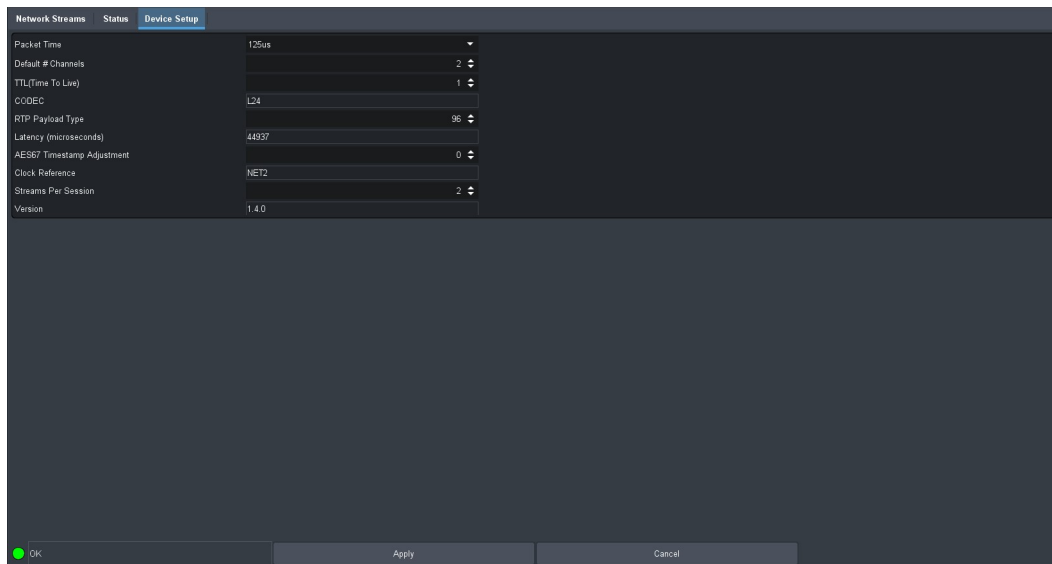 Network Streams Status Device Setup
Packet Time 125us
Default # Channels 2
TTL(Time To Live) 1
CODEC L24
RTP Payload Type 96
Latency (microseconds) 44937
AES67 Timestamp Adjustment 0
Clock Reference NET2
Streams Per Session 2
Version 1.4.0
OK Apply Cancel